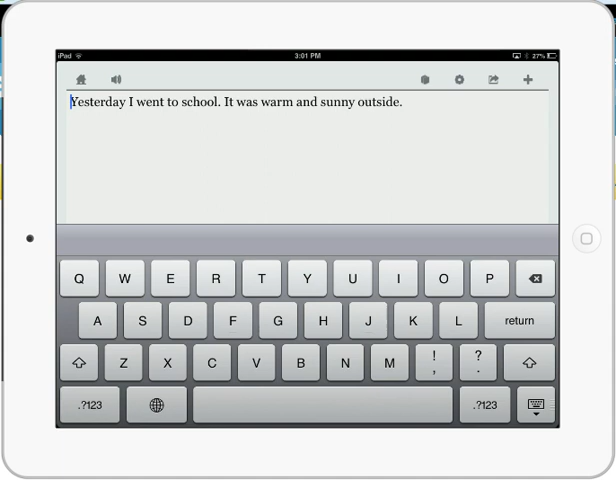 iPad 3:01 PM 27%
Yesterday I went to school. It was warm and sunny outside.
Q W E R T Y U I O P
A S D F G H J K L return
Z X C V B N M ! , ? .
.?123 .?123